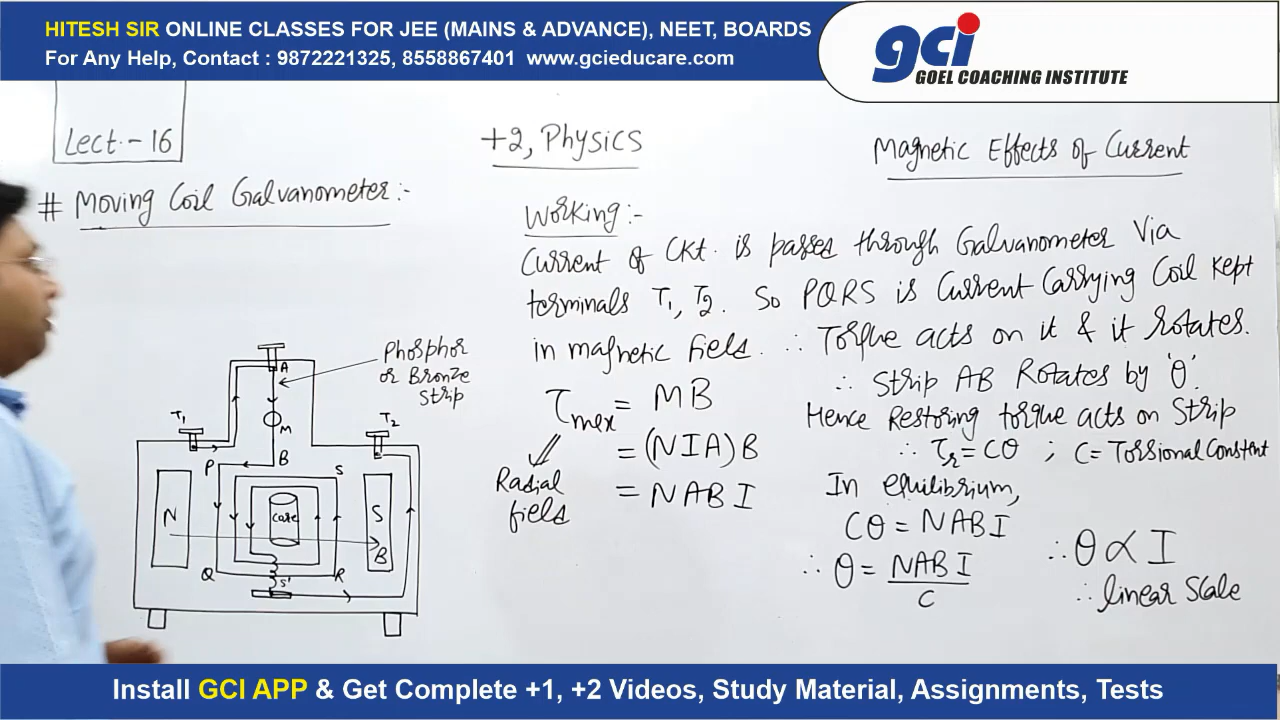 HITESH SIR ONLINE CLASSES FOR JEE (MAINS & ADVANCE), NEET, BOARDS
For Any Help, Contact : 9872221325, 8558867401 www.gcieducare.com
gci
GOEL COACHING INSTITUTE
Lect.-16
+2, Physics
Magnetic Effects of Current
# Moving Coil Galvanometer:-
Working:-
Current of CKt. is passes through Galvanometer Via
terminals T₁, T₂. So PQRS is Current Carrying Coil Kept
in magnetic field. ∴ Torque acts on it & it rotates.
∴ Strip AB Rotates by 'θ'.
Hence Restoring torque acts on Strip
∴ τr = Cθ ; C = Torsional Constant
In equilibrium,
Cθ = NABI
∴ θ = NABI
C
∴ θ ∝ I
∴ linear Scale
τmax = MB
= (NIA)B
= NABI
Radial
fields
Phosphor
or Bronze
Strip
A
M
B
T₁
T₂
P
S
N
core
S
B
Q
S'
R
Install GCI APP & Get Complete +1, +2 Videos, Study Material, Assignments, Tests